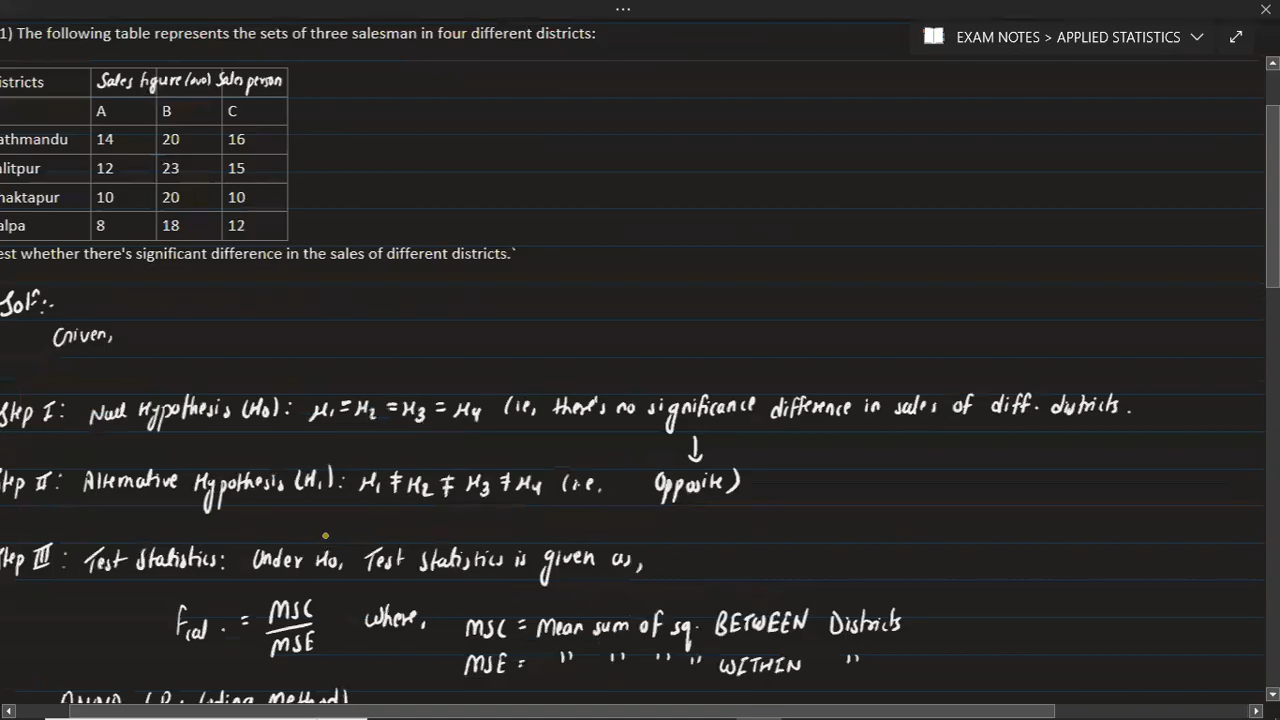 1) The following table represents the sets of three salesman in four different districts:
EXAM NOTES > APPLIED STATISTICS
istricts Sales figure (000) Sales person
A B C
athmandu 14 20 16
alitpur 12 23 15
haktapur 10 20 10
alpa 8 18 12
est whether there's significant difference in the sales of different districts.`
Solⁿ:.
Given,
Step I: Null Hypothesis (H₀): μ₁ = μ₂ = μ₃ = μ₄ (i.e, there's no significance difference in sales of diff. districts.
↓
Step II: Alternative Hypothesis (H₁): μ₁ ≠ μ₂ ≠ μ₃ ≠ μ₄ (i.e. Opposite)
Step III: Test Statistics: Under H₀, Test statistics is given as,
Fcal. = MSC / MSE where, MSC = Mean sum of sq. BETWEEN Districts
MSE = " " " " WITHIN "
Method)